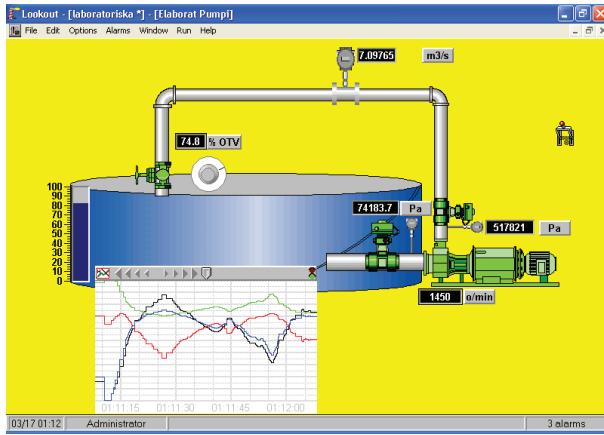 Lookout - [laboratoriska *] - [Elaborat Pumpi]
File Edit Options Alarms Window Run Help
7.09765 m3/s
74.8 % OTV
100
90
80
70
60
50
40
30
20
10
0
74183.7 Pa
517821 Pa
1450 o/min
01:11:15 01:11:30 01:11:45 01:12:00
03/17 01:12 Administrator 3 alarms